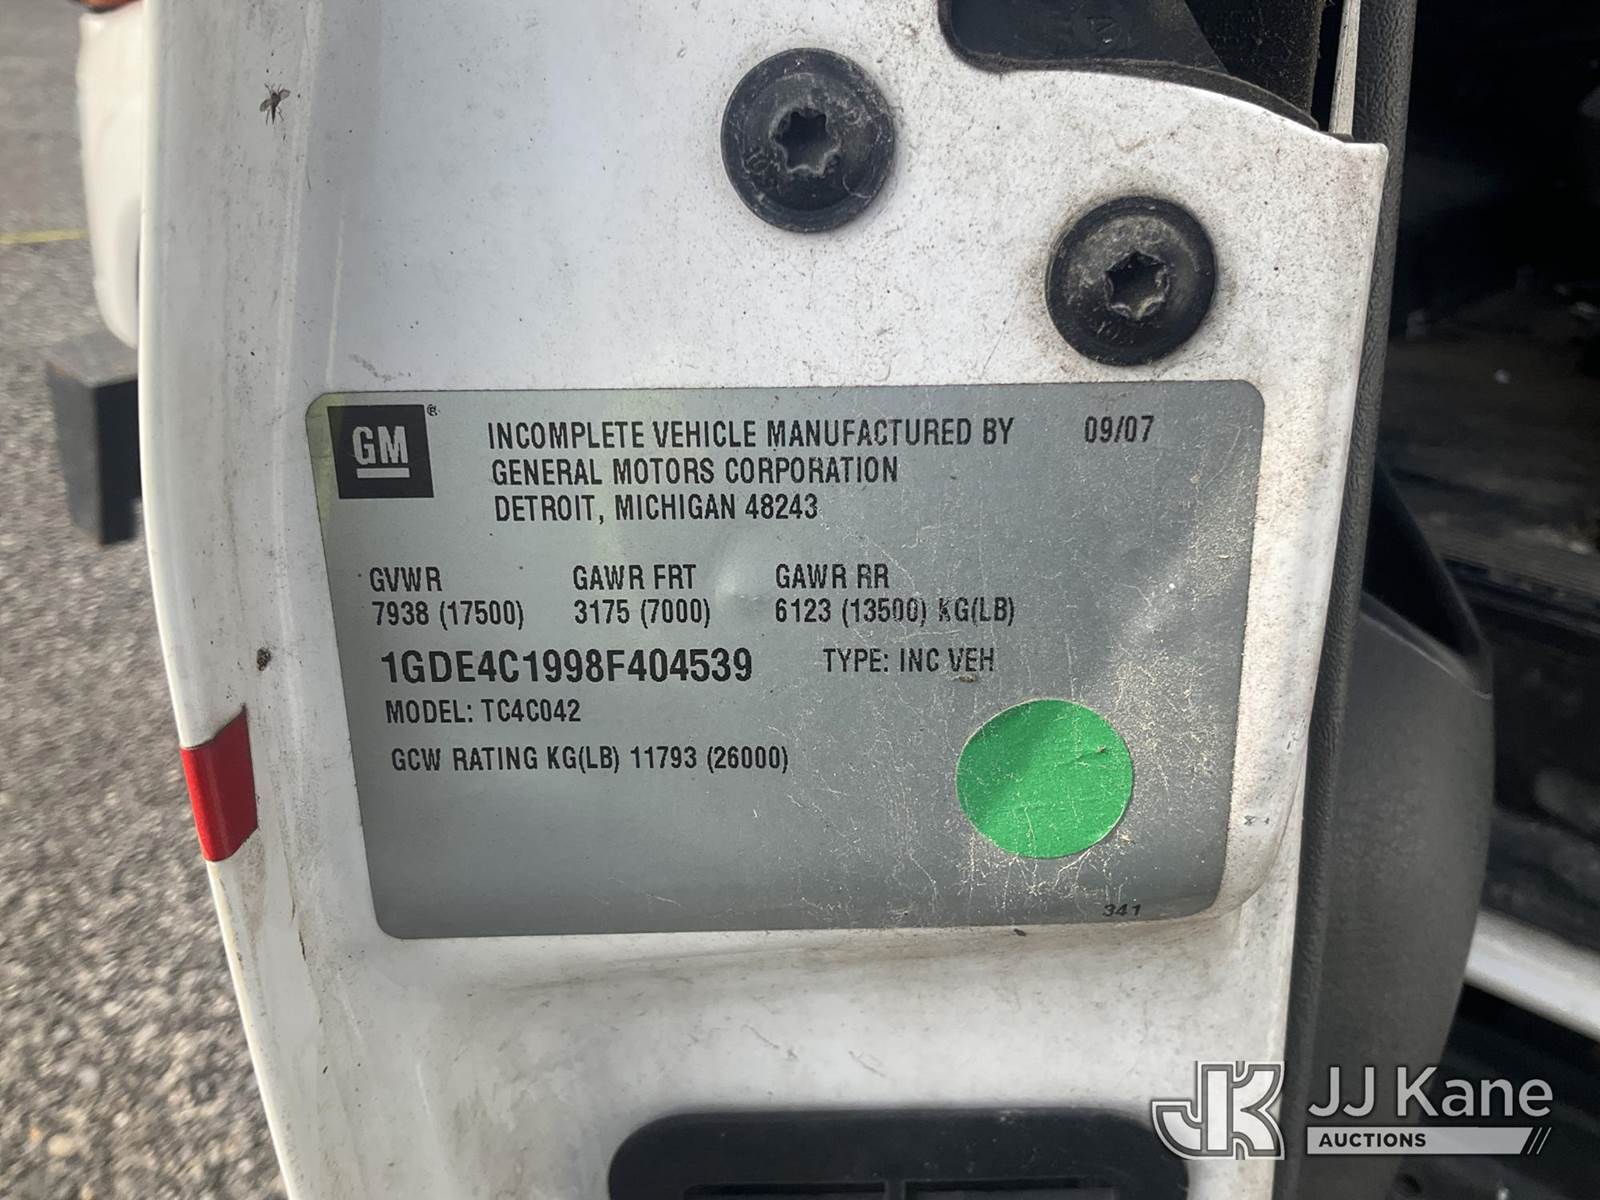 GM®
INCOMPLETE VEHICLE MANUFACTURED BY 09/07
GENERAL MOTORS CORPORATION
DETROIT, MICHIGAN 48243
GVWR GAWR FRT GAWR RR
7938 (17500) 3175 (7000) 6123 (13500) KG(LB)
1GDE4C1998F404539 TYPE: INC VEH
MODEL: TC4C042
GCW RATING KG(LB) 11793 (26000)
341
JK JJ Kane
AUCTIONS